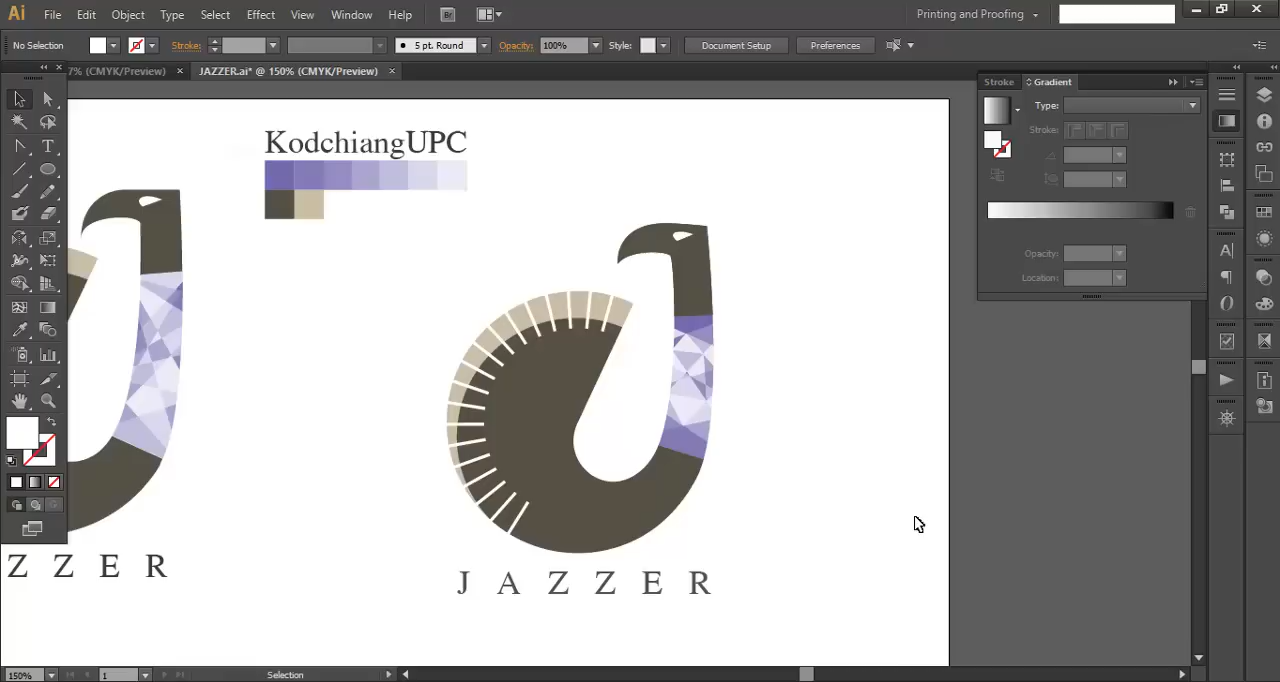 Ai File Edit Object Type Select Effect View Window Help Br Printing and Proofing
No Selection Stroke: 5 pt. Round Opacity: 100% Style: Document Setup Preferences
7% (CMYK/Preview) × JAZZER.ai* @ 150% (CMYK/Preview) ×
Stroke Gradient
Type:
Stroke:
Opacity:
Location:
KodchiangUPC
Z Z E R
J A Z Z E R
150% 1 Selection